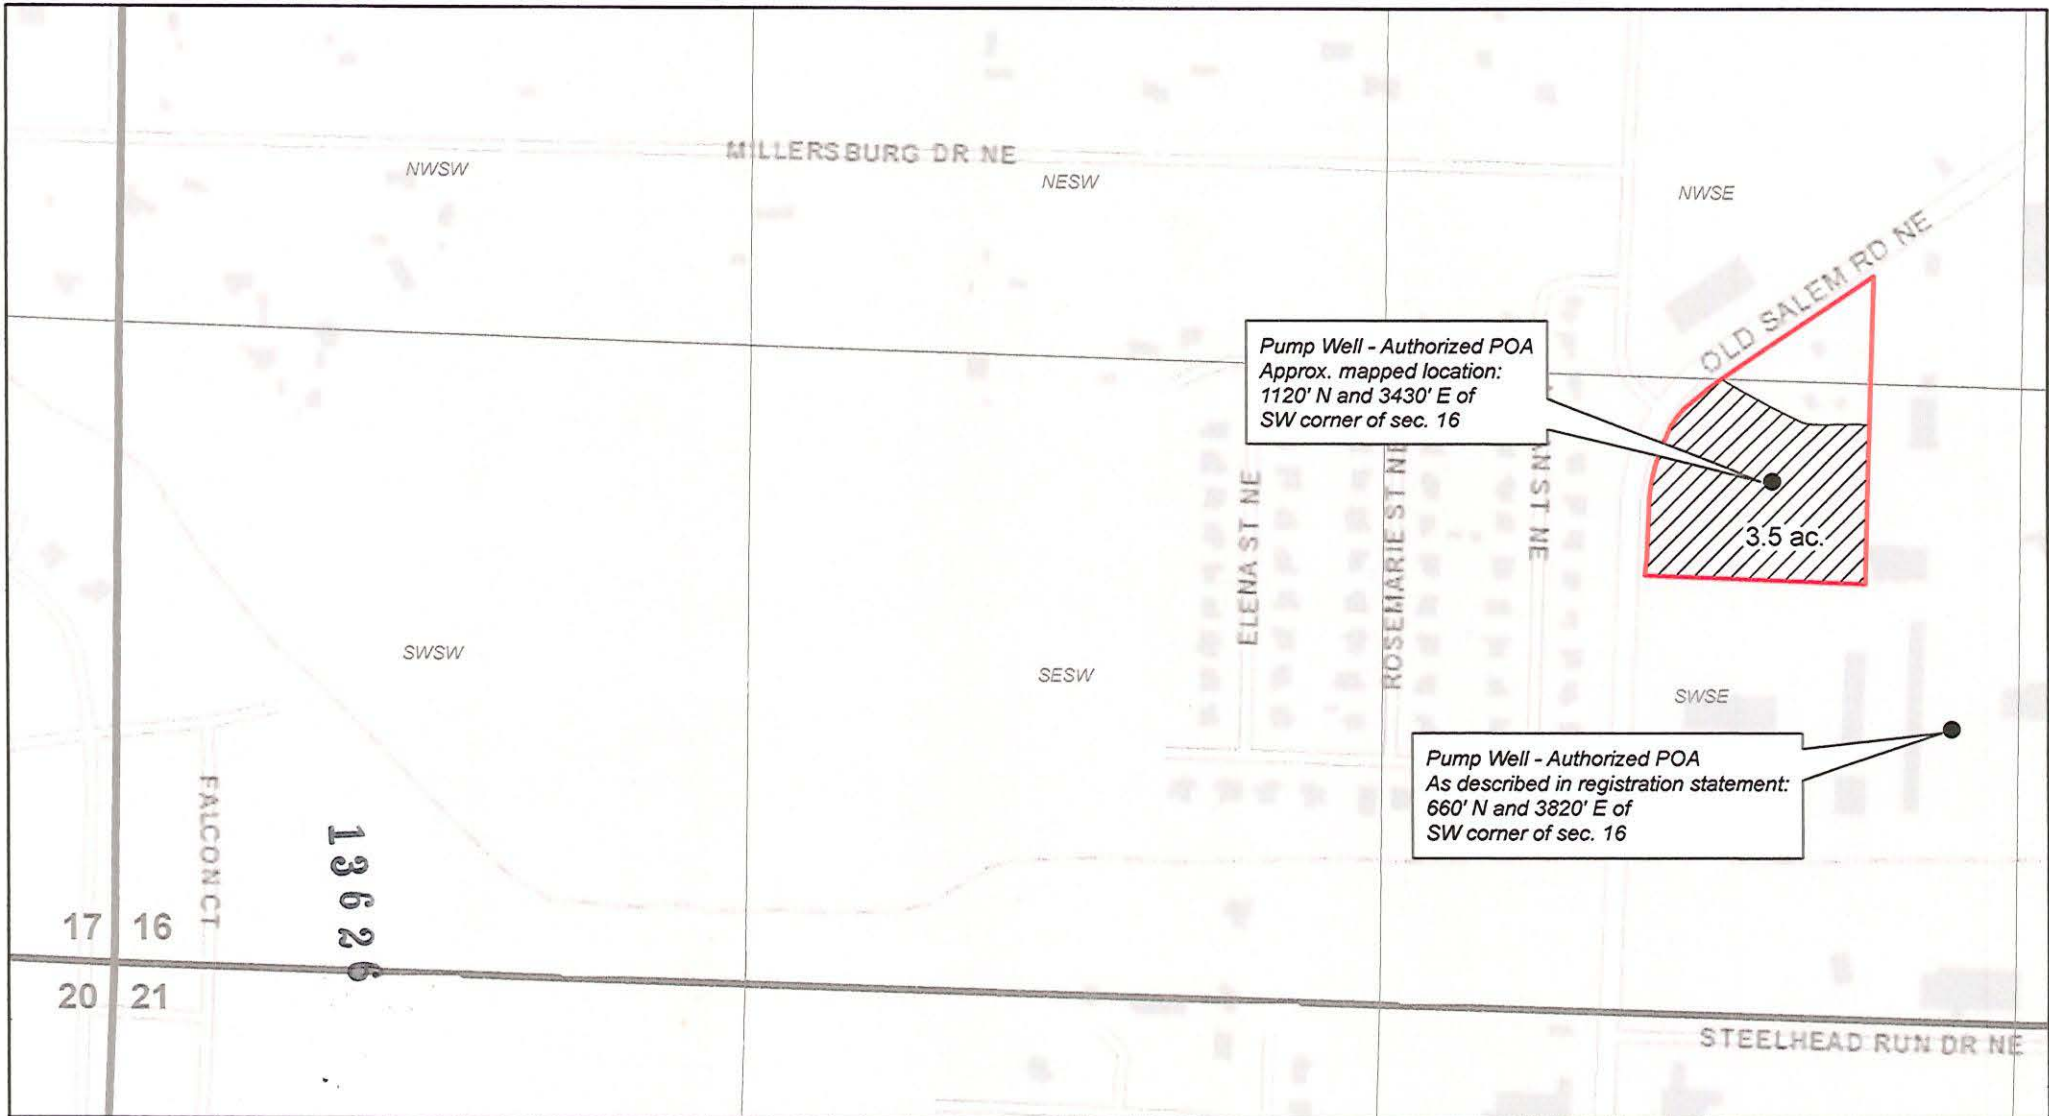 MILLERSBURG DR NE
NWSW
NESW
NWSE
OLD SALEM RD NE
Pump Well - Authorized POA
Approx. mapped location:
1120' N and 3430' E of
SW corner of sec. 16
3.5 ac.
ELENA ST NE
ROSEMARIE ST NE
AN ST NE
SWSW
SESW
SWSE
Pump Well - Authorized POA
As described in registration statement:
660' N and 3820' E of
SW corner of sec. 16
FALCON CT
13626
17 16
20 21
STEELHEAD RUN DR NE